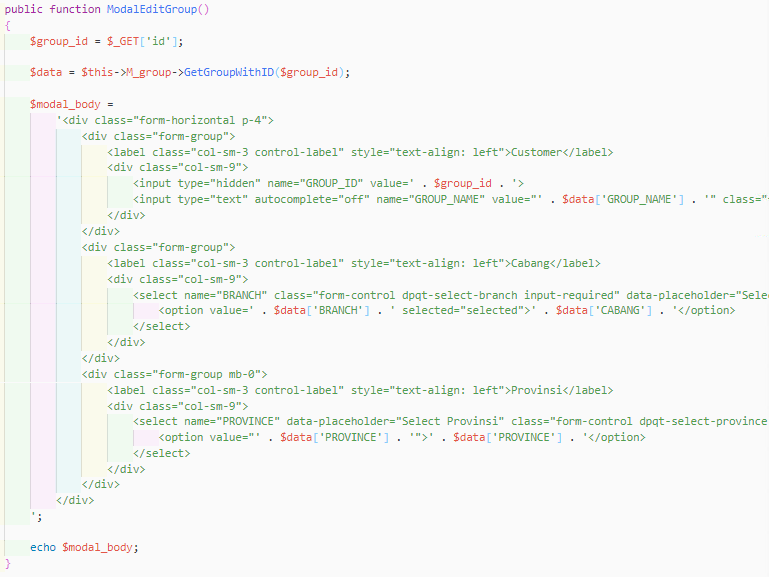 public function ModalEditGroup()
{
$group_id = $_GET['id'];
$data = $this->M_group->GetGroupWithID($group_id);
$modal_body =
'<div class="form-horizontal p-4">
<div class="form-group">
<label class="col-sm-3 control-label" style="text-align: left">Customer</label>
<div class="col-sm-9">
<input type="hidden" name="GROUP_ID" value=' . $group_id . '>
<input type="text" autocomplete="off" name="GROUP_NAME" value="' . $data['GROUP_NAME'] . '" class="
</div>
</div>
<div class="form-group">
<label class="col-sm-3 control-label" style="text-align: left">Cabang</label>
<div class="col-sm-9">
<select name="BRANCH" class="form-control dpqt-select-branch input-required" data-placeholder="Sele
<option value=' . $data['BRANCH'] . ' selected="selected">' . $data['CABANG'] . '</option>
</select>
</div>
</div>
<div class="form-group mb-0">
<label class="col-sm-3 control-label" style="text-align: left">Provinsi</label>
<div class="col-sm-9">
<select name="PROVINCE" data-placeholder="Select Provinsi" class="form-control dpqt-select-province
<option value="' . $data['PROVINCE'] . '">' . $data['PROVINCE'] . '</option>
</select>
</div>
</div>
</div>
';
echo $modal_body;
}